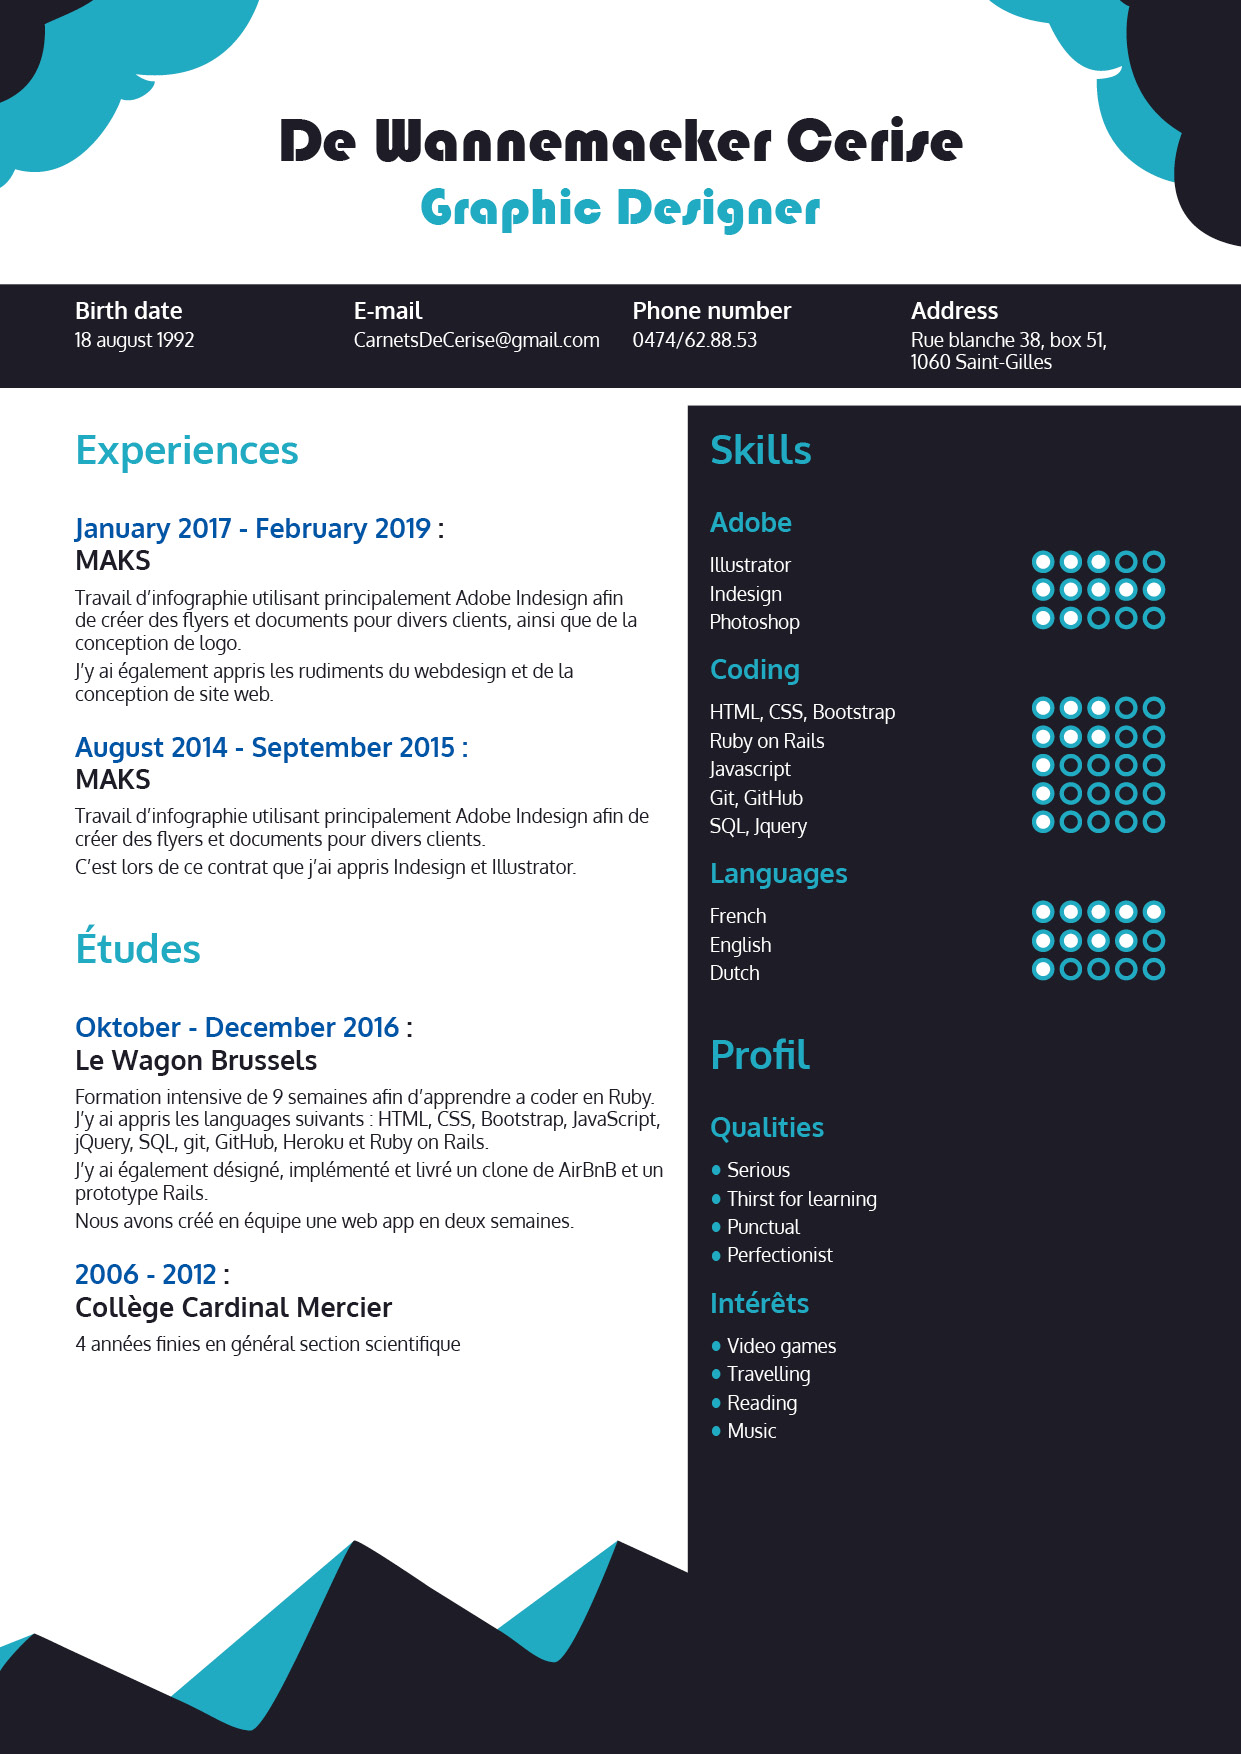 De Wannemaeker Cerise
Graphic Designer
Birth date
18 august 1992
E-mail
CarnetsDeCerise@gmail.com
Phone number
0474/62.88.53
Address
Rue blanche 38, box 51,
1060 Saint-Gilles
Experiences
January 2017 - February 2019 :
MAKS
Travail d’infographie utilisant principalement Adobe Indesign afin
de créer des flyers et documents pour divers clients, ainsi que de la
conception de logo.
J’y ai également appris les rudiments du webdesign et de la
conception de site web.
August 2014 - September 2015 :
MAKS
Travail d’infographie utilisant principalement Adobe Indesign afin de
créer des flyers et documents pour divers clients.
C’est lors de ce contrat que j’ai appris Indesign et Illustrator.
Études
Oktober - December 2016 :
Le Wagon Brussels
Formation intensive de 9 semaines afin d’apprendre a coder en Ruby.
J’y ai appris les languages suivants : HTML, CSS, Bootstrap, JavaScript,
jQuery, SQL, git, GitHub, Heroku et Ruby on Rails.
J’y ai également désigné, implémenté et livré un clone de AirBnB et un
prototype Rails.
Nous avons créé en équipe une web app en deux semaines.
2006 - 2012 :
Collège Cardinal Mercier
4 années finies en général section scientifique
Skills
Adobe
Illustrator
Indesign
Photoshop
Coding
HTML, CSS, Bootstrap
Ruby on Rails
Javascript
Git, GitHub
SQL, Jquery
Languages
French
English
Dutch
Profil
Qualities
• Serious
• Thirst for learning
• Punctual
• Perfectionist
Intérêts
• Video games
• Travelling
• Reading
• Music